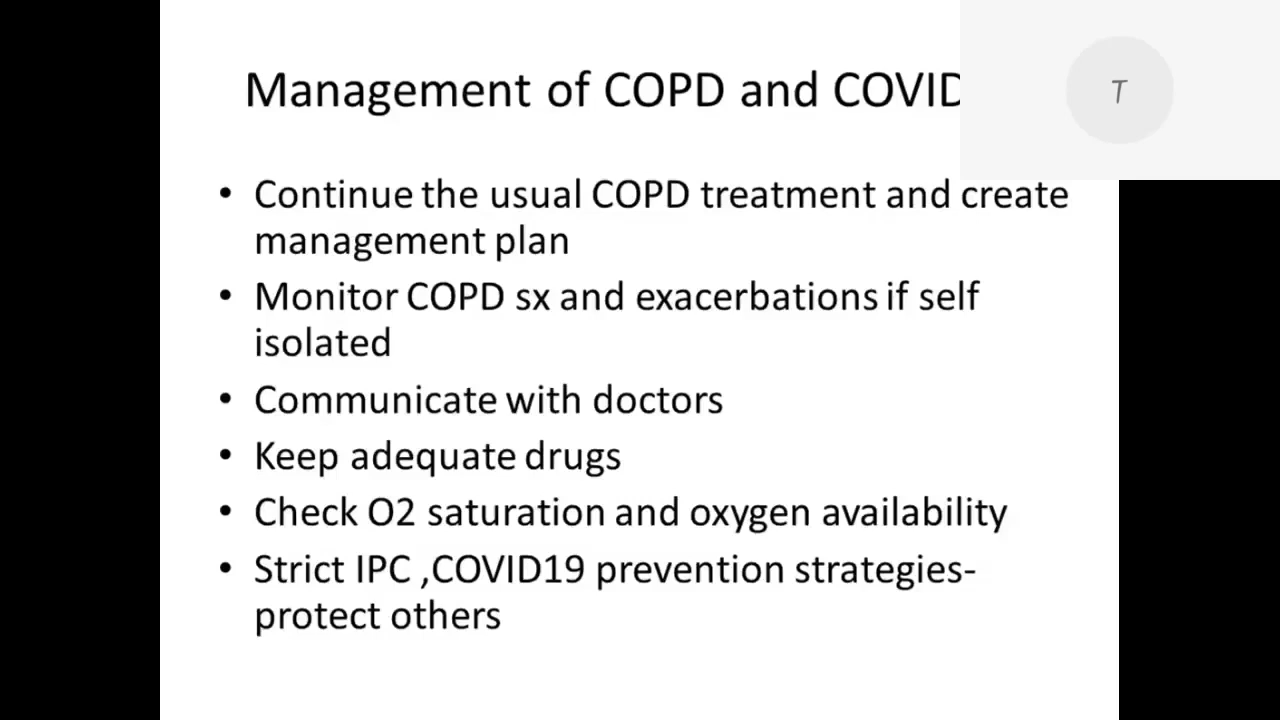 Management of COPD and COVID
T
• Continue the usual COPD treatment and create
management plan
• Monitor COPD sx and exacerbations if self
isolated
• Communicate with doctors
• Keep adequate drugs
• Check O2 saturation and oxygen availability
• Strict IPC ,COVID19 prevention strategies-
protect others